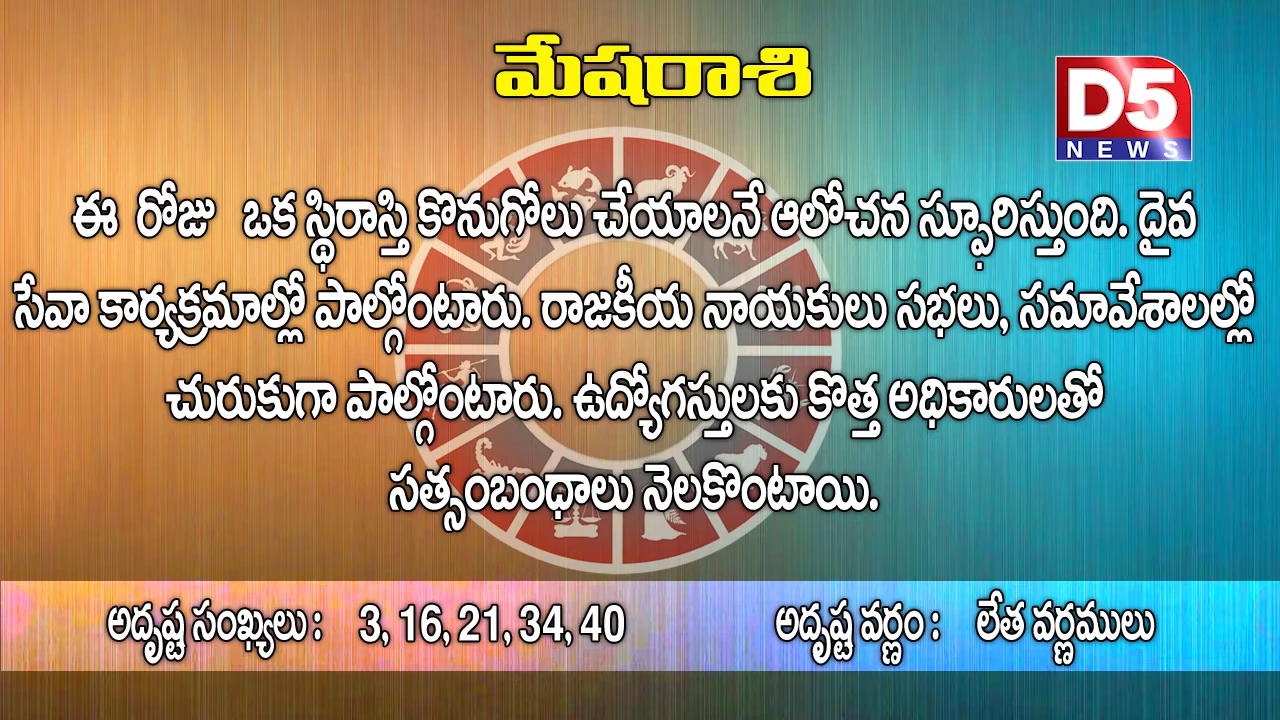 మేషరాశి
D5
NEWS
ఈ రోజు ఒక స్థిరాస్తి కొనుగోలు చేయాలనే ఆలోచన స్ఫూరిస్తుంది. దైవ
సేవా కార్యక్రమాల్లో పాల్గోంటారు. రాజకీయ నాయకులు సభలు, సమావేశాలల్లో
చురుకుగా పాల్గోంటారు. ఉద్యోగస్తులకు కొత్త అధికారులతో
సత్సంబంధాలు నెలకొంటాయి.
అదృష్ట సంఖ్యలు : 3, 16, 21, 34, 40 అదృష్ట వర్ణం : లేత వర్ణములు